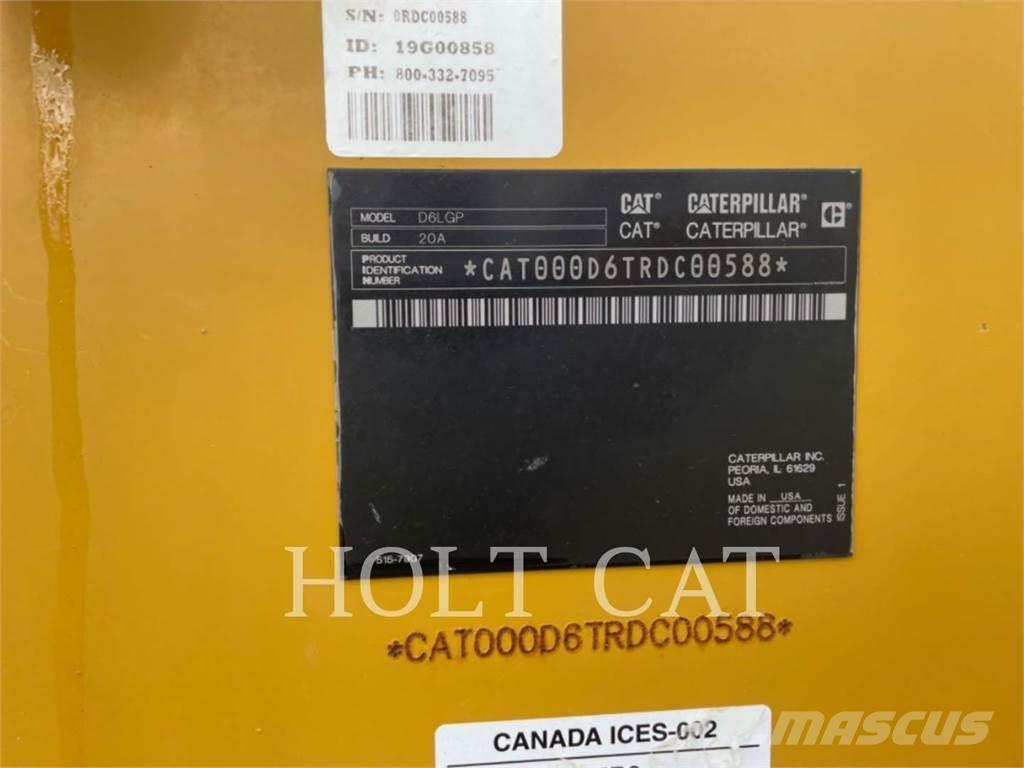 S/N: 0RDC00588
ID: 19G00858
PH: 800-332-7095
MODEL D6LGP
BUILD 20A
CAT® CATERPILLAR®
CAT® CATERPILLAR®
PRODUCT
IDENTIFICATION
NUMBER
*CAT000D6TRDC00588*
CATERPILLAR INC.
PEORIA, IL 61629
USA
MADE IN USA
OF DOMESTIC AND
FOREIGN COMPONENTS
ISSUE 1
515-7907
HOLT CAT
*CAT000D6TRDC00588*
CANADA ICES-002
MASCUS